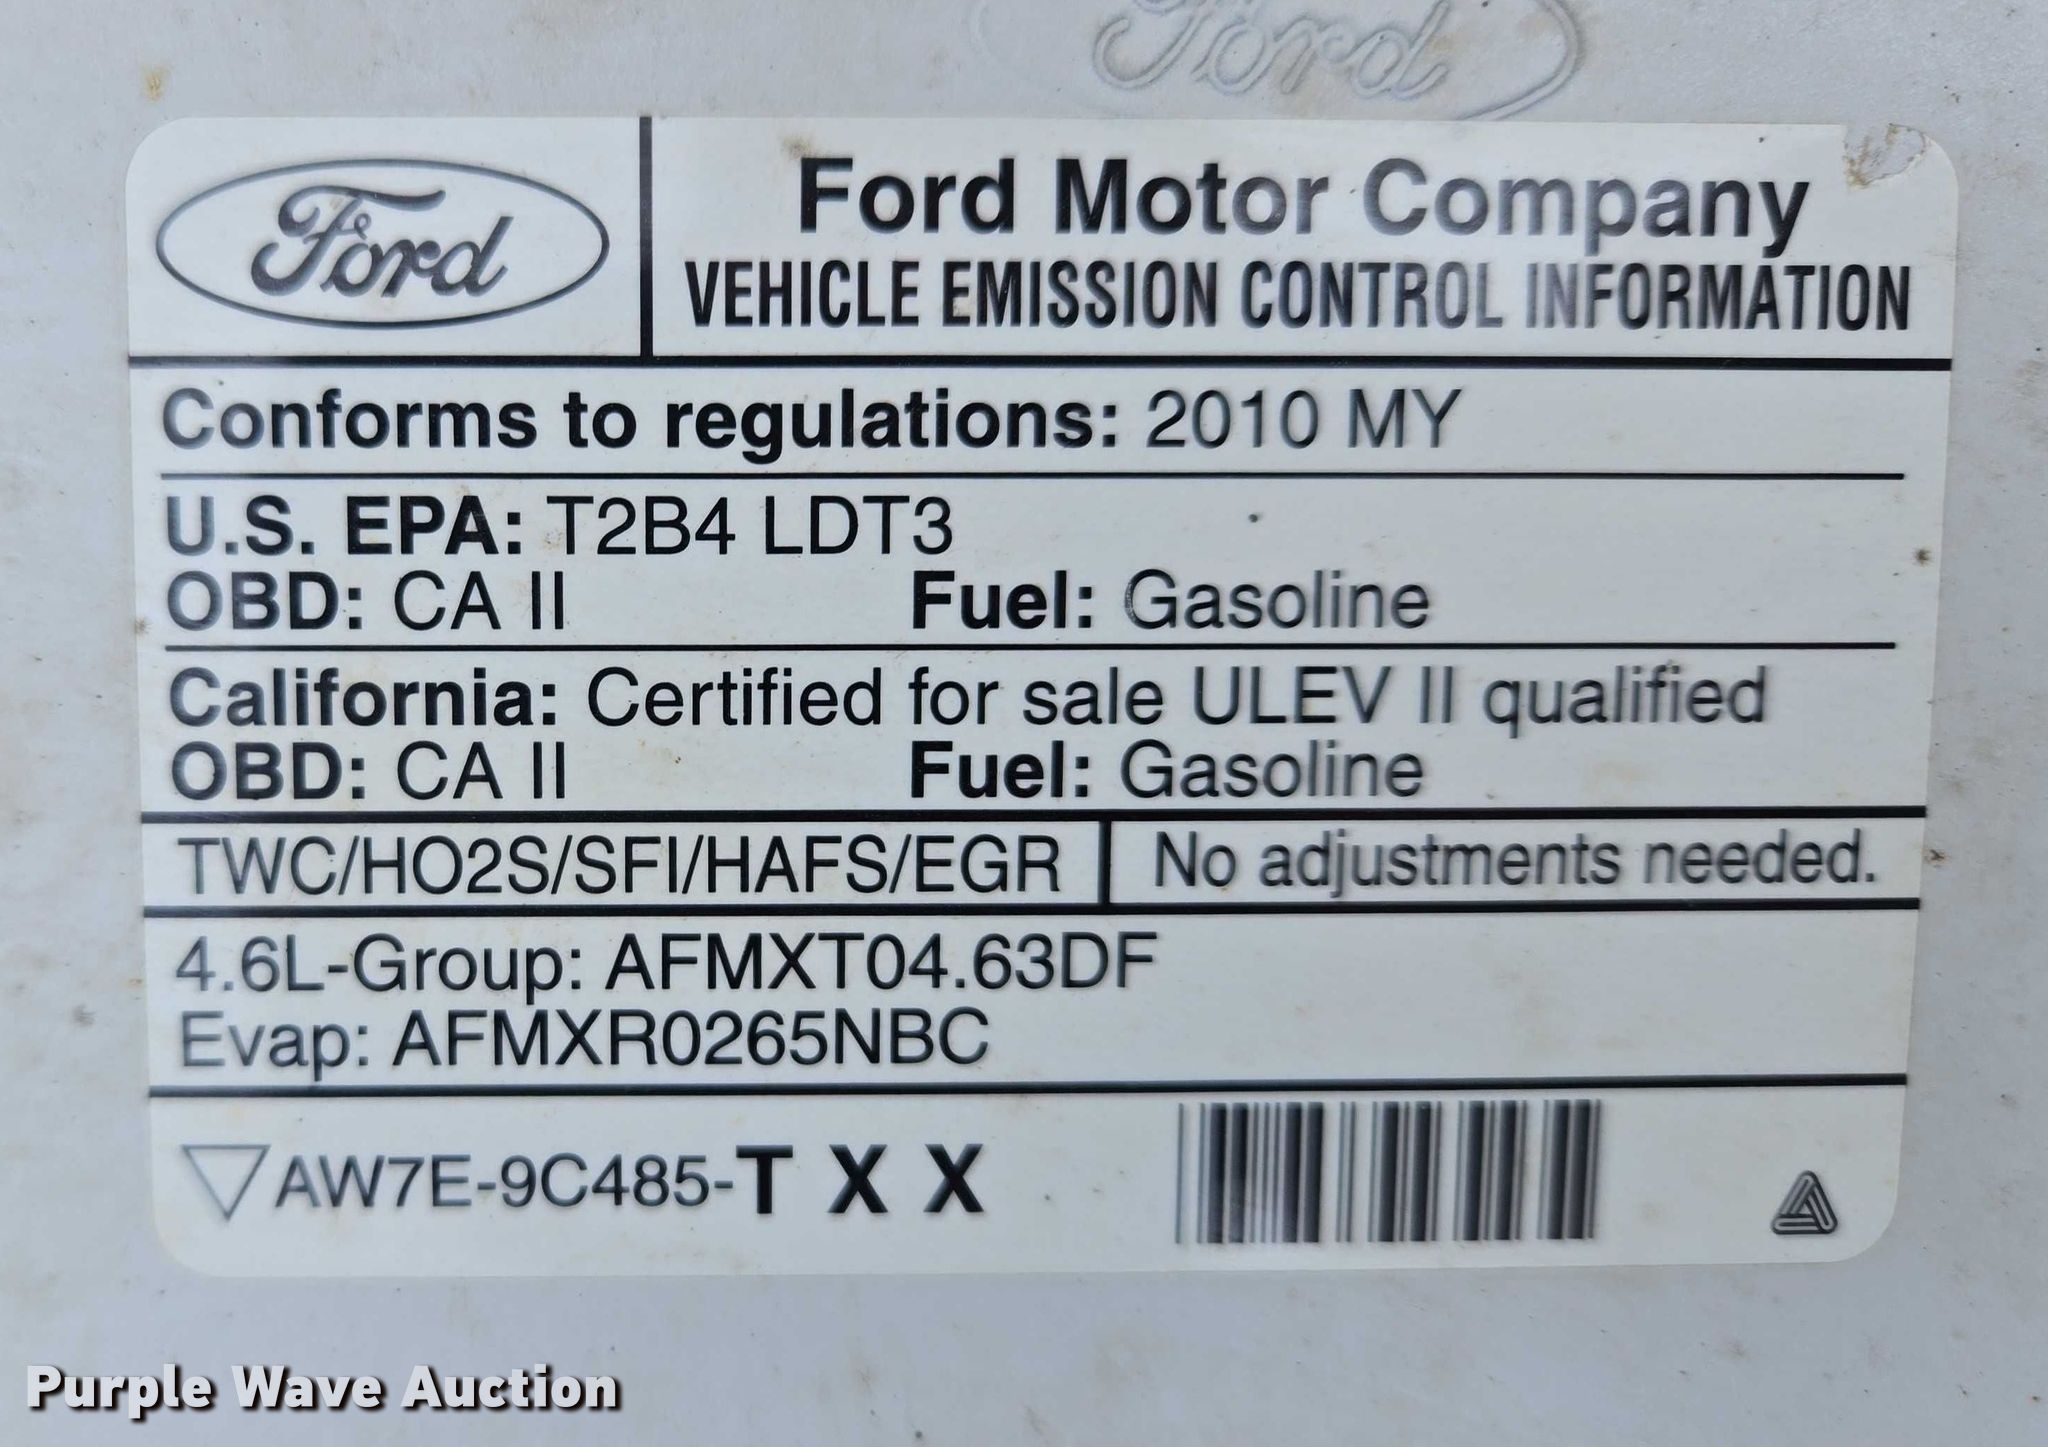 Ford
Ford
Ford Motor Company
VEHICLE EMISSION CONTROL INFORMATION
Conforms to regulations: 2010 MY
U.S. EPA: T2B4 LDT3
OBD: CA II Fuel: Gasoline
California: Certified for sale ULEV II qualified
OBD: CA II Fuel: Gasoline
TWC/HO2S/SFI/HAFS/EGR No adjustments needed.
4.6L-Group: AFMXT04.63DF
Evap: AFMXR0265NBC
AW7E-9C485-T X X
Purple Wave Auction